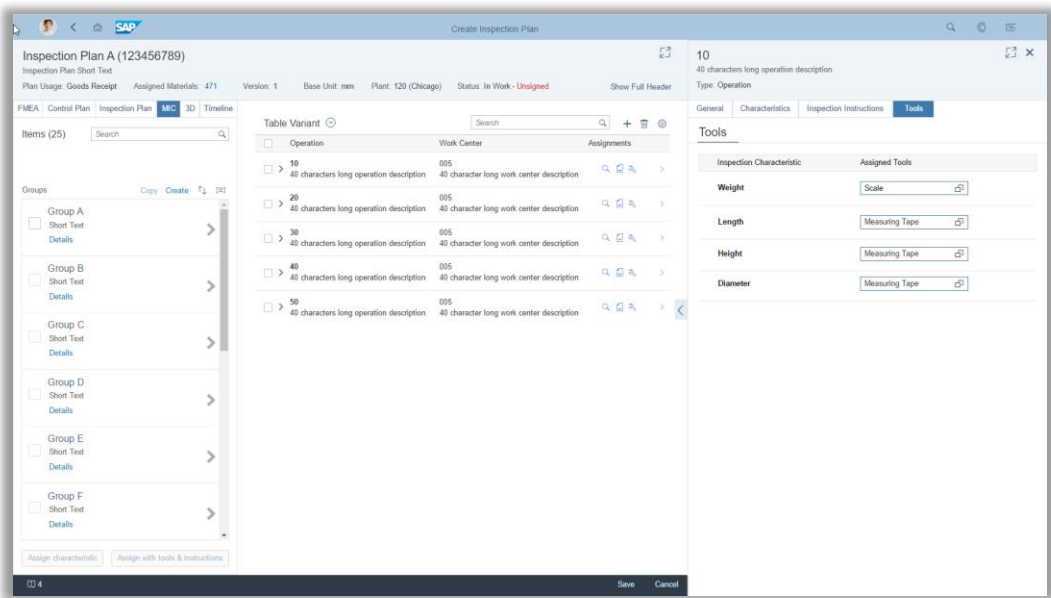 SAP
Create Inspection Plan
Inspection Plan A (123456789)
Inspection Plan Short Text
Plan Usage: Goods Receipt Assigned Materials: 471 Version: 1 Base Unit: mm Plant: 120 (Chicago) Status: In Work - Unsigned Show Full Header
FMEA Control Plan Inspection Plan MIC 3D Timeline
Items (25) Search
Groups Copy Create
Group A
Short Text
Details
Group B
Short Text
Details
Group C
Short Text
Details
Group D
Short Text
Details
Group E
Short Text
Details
Group F
Short Text
Details
Assign characteristic Assign with tools & instructions
Table Variant Search
Operation Work Center Assignments
10 005
40 characters long operation description 40 character long work center description
20 005
40 characters long operation description 40 character long work center description
30 005
40 characters long operation description 40 character long work center description
40 005
40 characters long operation description 40 character long work center description
50 005
40 characters long operation description 40 character long work center description
10
40 characters long operation description
Type: Operation
General Characteristics Inspection Instructions Tools
Tools
Inspection Characteristic Assigned Tools
Weight Scale
Length Measuring Tape
Height Measuring Tape
Diameter Measuring Tape
4 Save Cancel